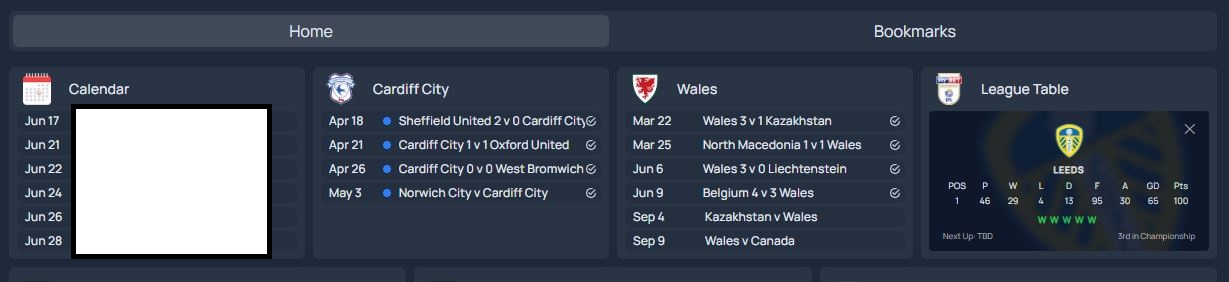 Home
Bookmarks
Calendar
Jun 17
Jun 21
Jun 22
Jun 24
Jun 26
Jun 28
Cardiff City
Apr 18 Sheffield United 2 v 0 Cardiff City
Apr 21 Cardiff City 1 v 1 Oxford United
Apr 26 Cardiff City 0 v 0 West Bromwich
May 3 Norwich City v Cardiff City
Wales
Mar 22 Wales 3 v 1 Kazakhstan
Mar 25 North Macedonia 1 v 1 Wales
Jun 6 Wales 3 v 0 Liechtenstein
Jun 9 Belgium 4 v 3 Wales
Sep 4 Kazakhstan v Wales
Sep 9 Wales v Canada
sky BET
League Table
LEEDS
POS P W L D F A GD Pts
1 46 29 4 13 95 30 65 100
W W W W W
Next Up: TBD
3rd in Championship